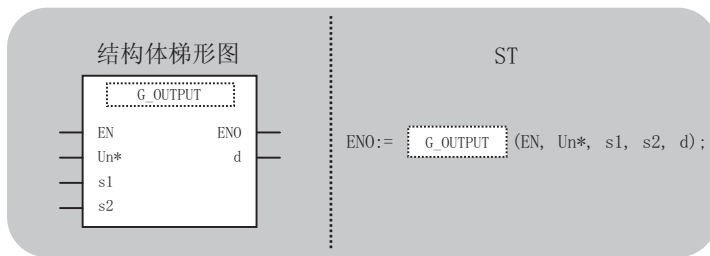 结构体梯形图
G_OUTPUT
EN ENO
Un* d
s1
s2
ST
ENO:= G_OUTPUT (EN, Un*, s1, s2, d);